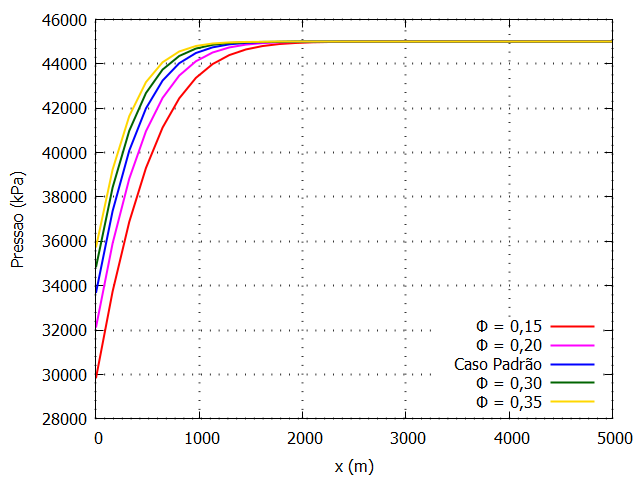 46000
44000
42000
40000
38000
36000
34000
32000
30000
28000
Pressao (kPa)
0
1000
2000
3000
4000
5000
x (m)
Φ = 0,15
Φ = 0,20
Caso Padrão
Φ = 0,30
Φ = 0,35